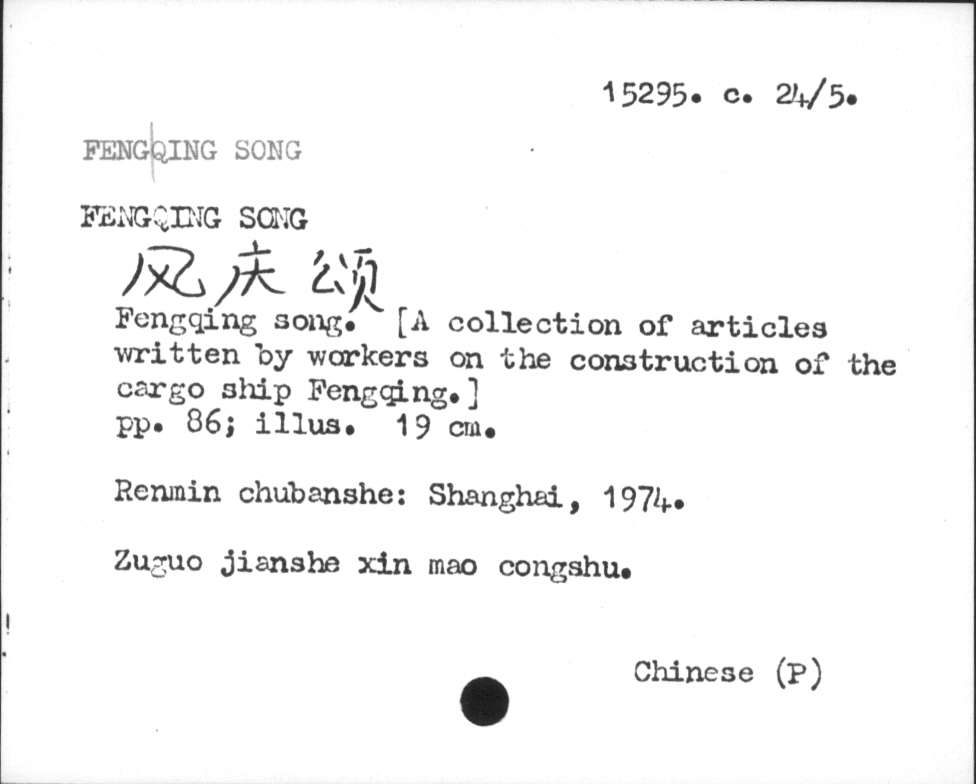 15295. c. 24/5.
FENGQING SONG
FENGQING SONG
风庆颂
Fengqing song. [A collection of articles
written by workers on the construction of the
cargo ship Fengqing.]
pp. 86; illus. 19 cm.
Renmin chubanshe: Shanghai, 1974.
Zuguo jianshe xin mao congshu.
Chinese (P)